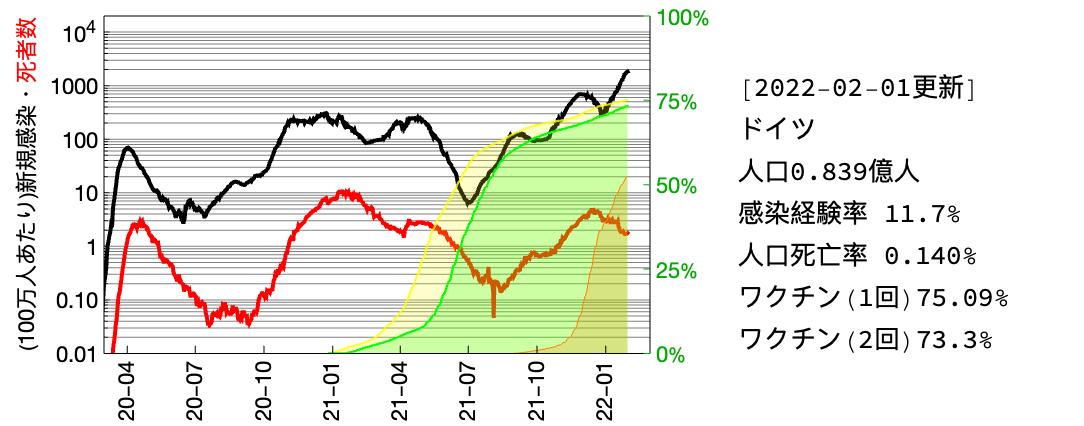 (100万人あたり)新規感染・死者数
10^4
1000
100
10
1
0.10
0.01
100%
75%
50%
25%
0%
20-04
20-07
20-10
21-01
21-04
21-07
21-10
22-01
[2022-02-01更新]
ドイツ
人口0.839億人
感染経験率 11.7%
人口死亡率 0.140%
ワクチン(1回)75.09%
ワクチン(2回)73.3%